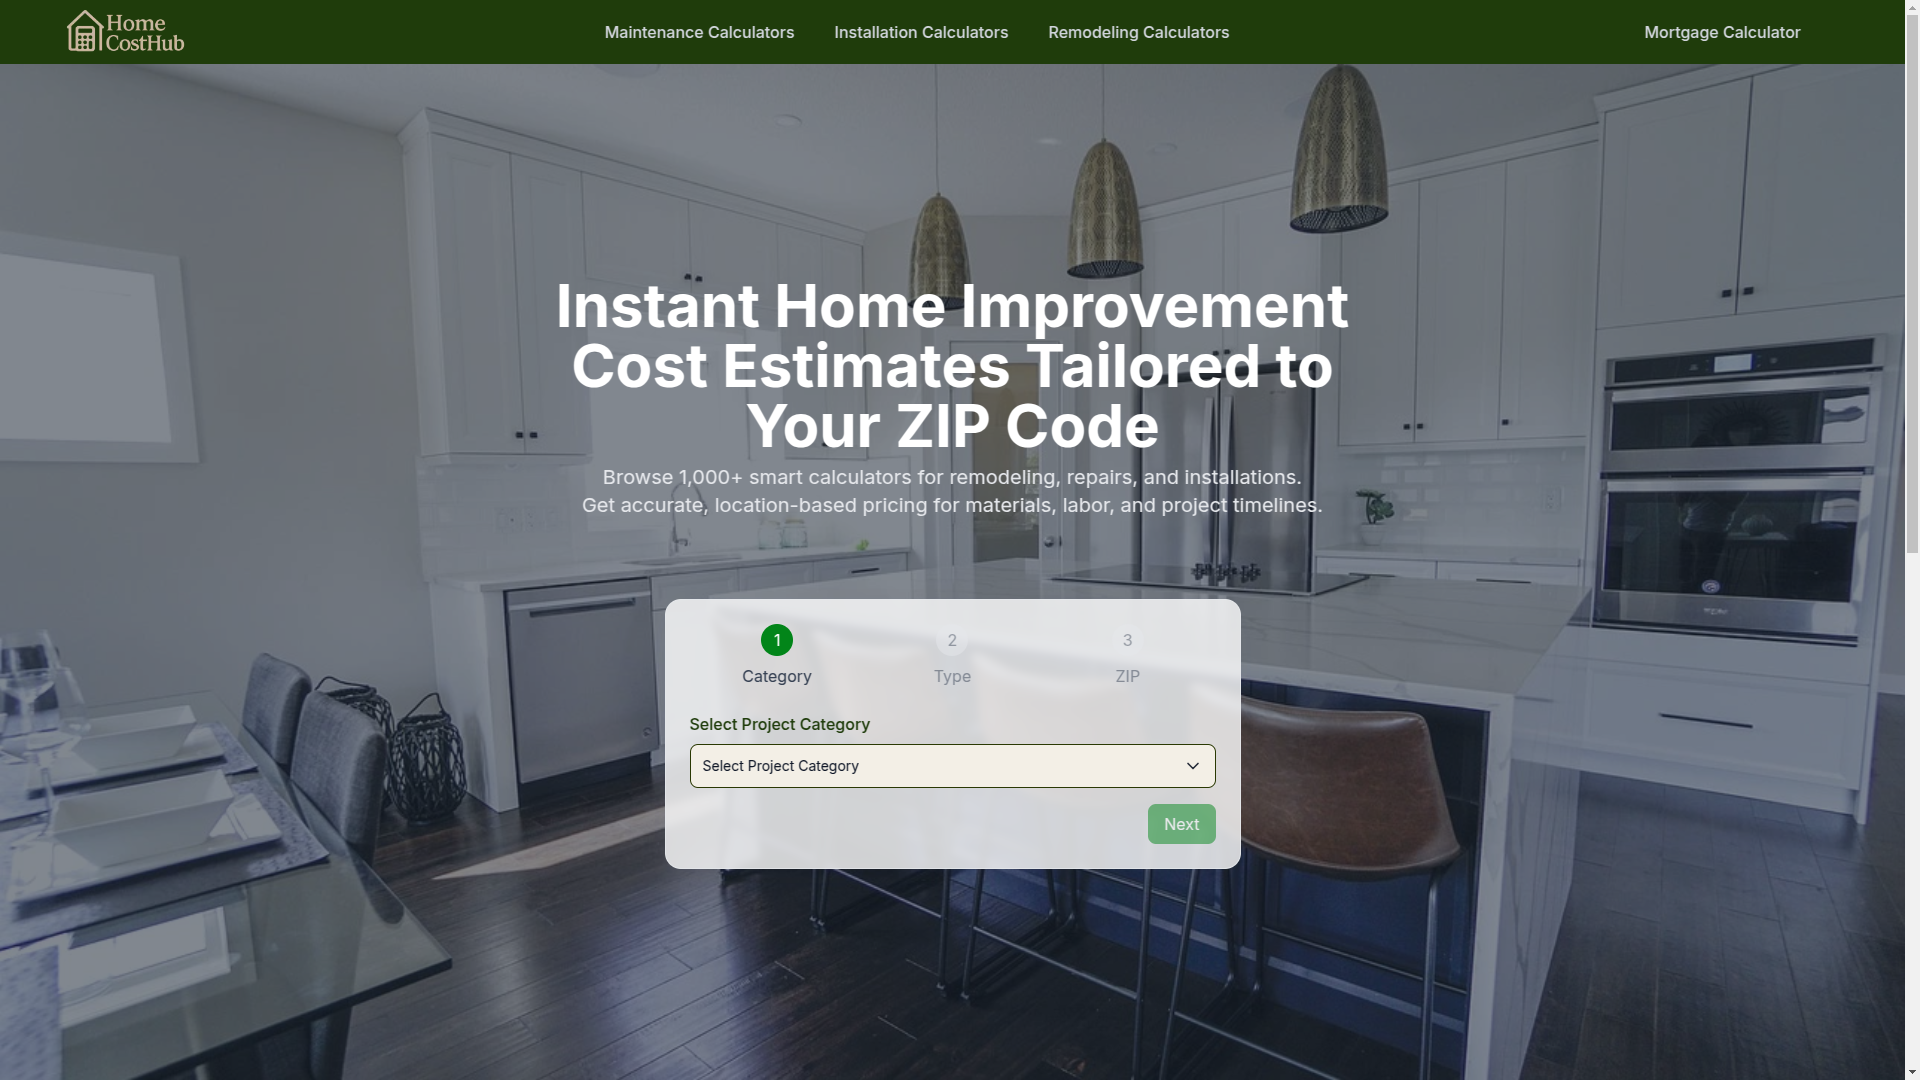 Home
CostHub
Maintenance Calculators
Installation Calculators
Remodeling Calculators
Mortgage Calculator
Instant Home Improvement
Cost Estimates Tailored to
Your ZIP Code
Browse 1,000+ smart calculators for remodeling, repairs, and installations.
Get accurate, location-based pricing for materials, labor, and project timelines.
1
2
3
Category
Type
ZIP
Select Project Category
Select Project Category
Next